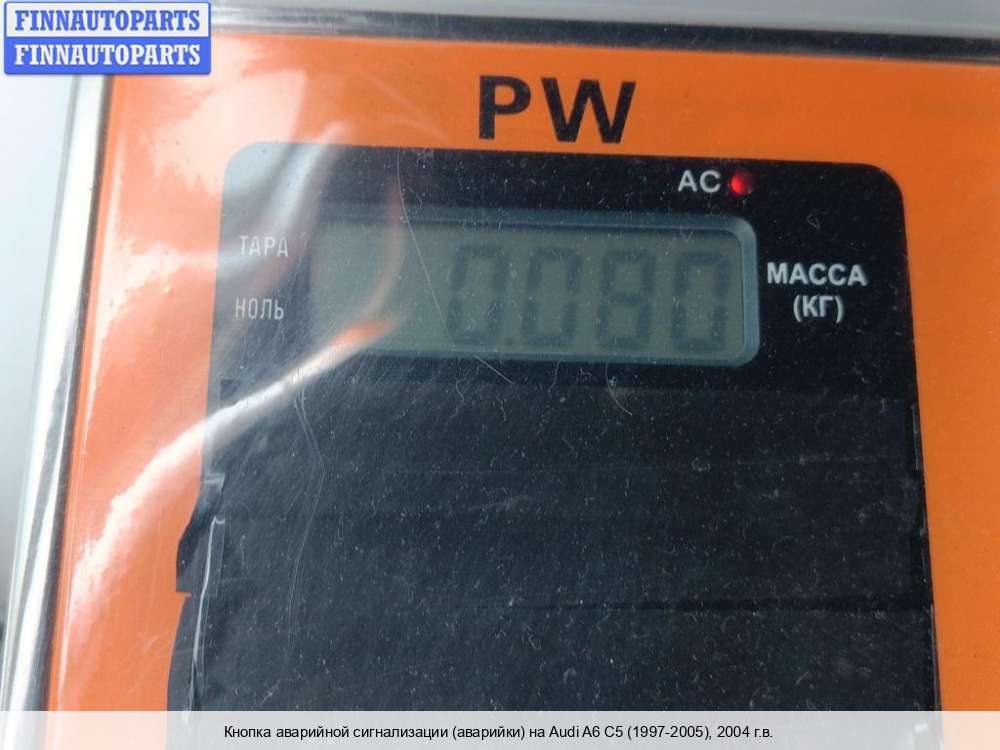 FINNAUTOPARTS
FINNAUTOPARTS
PW
AC
ТАРА
0.080
МАССА
НОЛЬ
(КГ)
Кнопка аварийной сигнализации (аварийки) на Audi A6 C5 (1997-2005), 2004 г.в.